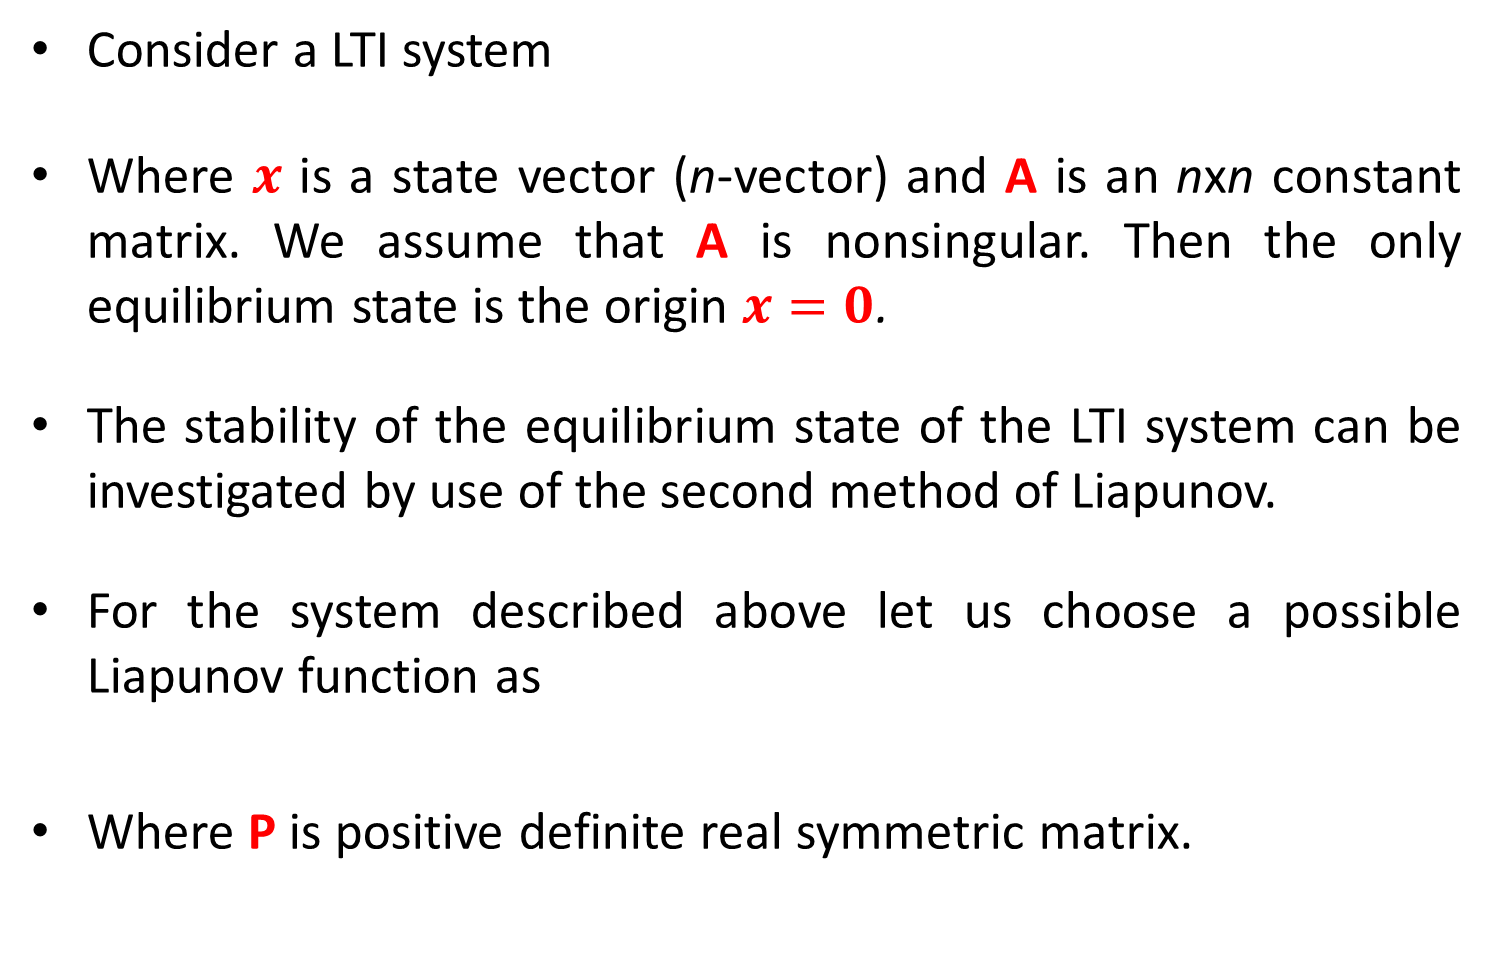 • Consider a LTI system
• Where x is a state vector (n-vector) and A is an nxn constant
matrix. We assume that A is nonsingular. Then the only
equilibrium state is the origin x = 0.
• The stability of the equilibrium state of the LTI system can be
investigated by use of the second method of Liapunov.
• For the system described above let us choose a possible
Liapunov function as
• Where P is positive definite real symmetric matrix.